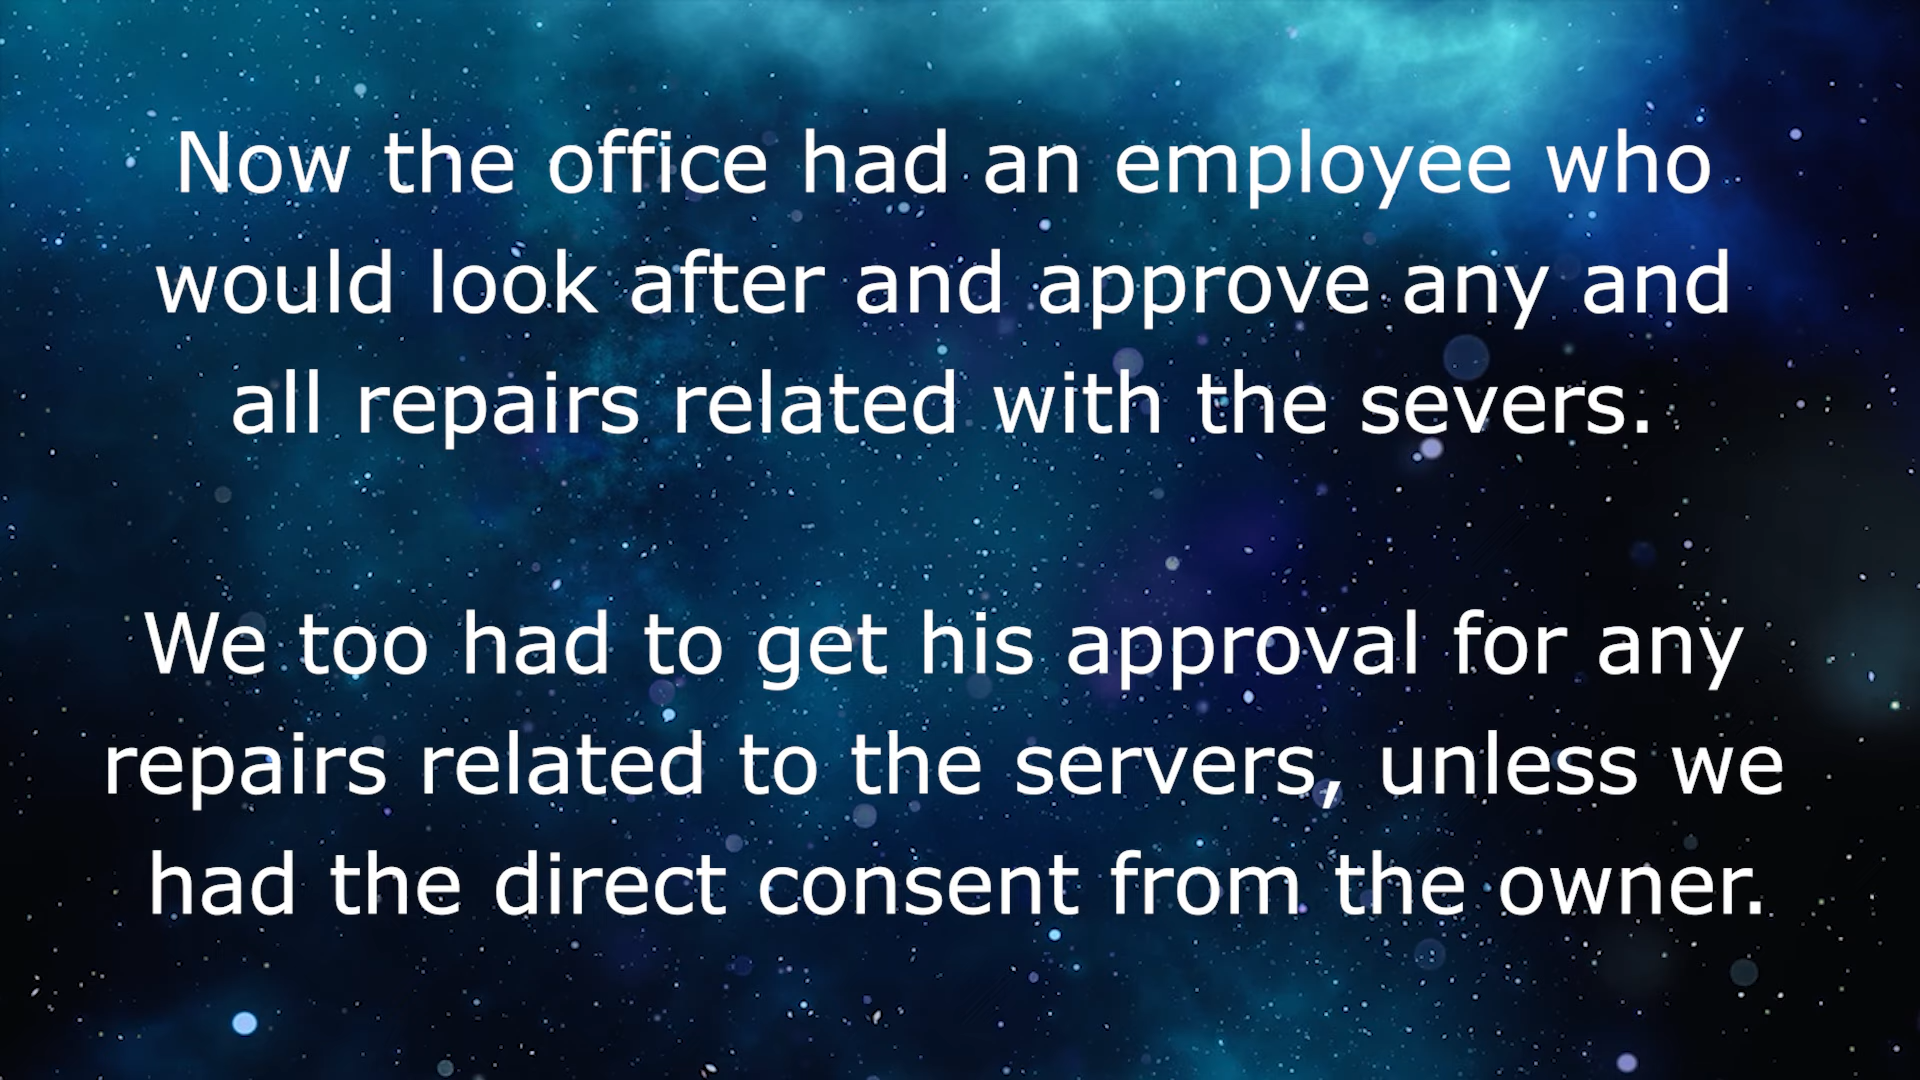 Now the office had an employee who
would look after and approve any and
all repairs related with the severs.
We too had to get his approval for any
repairs related to the servers, unless we
had the direct consent from the owner.